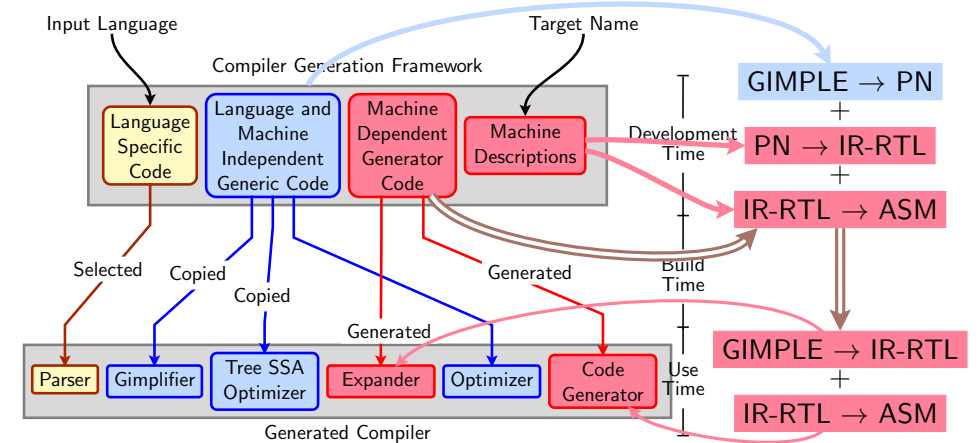 Input Language
Target Name
Compiler Generation Framework
Language
Specific
Code
Language and
Machine
Independent
Generic Code
Machine
Dependent
Generator
Code
Machine
Descriptions
Development
Time
GIMPLE → PN
+
PN → IR-RTL
+
IR-RTL → ASM
Selected
Copied
Copied
Generated
Generated
Build
Time
Parser
Gimplifier
Tree SSA
Optimizer
Expander
Optimizer
Code
Generator
Use
Time
GIMPLE → IR-RTL
+
IR-RTL → ASM
Generated Compiler